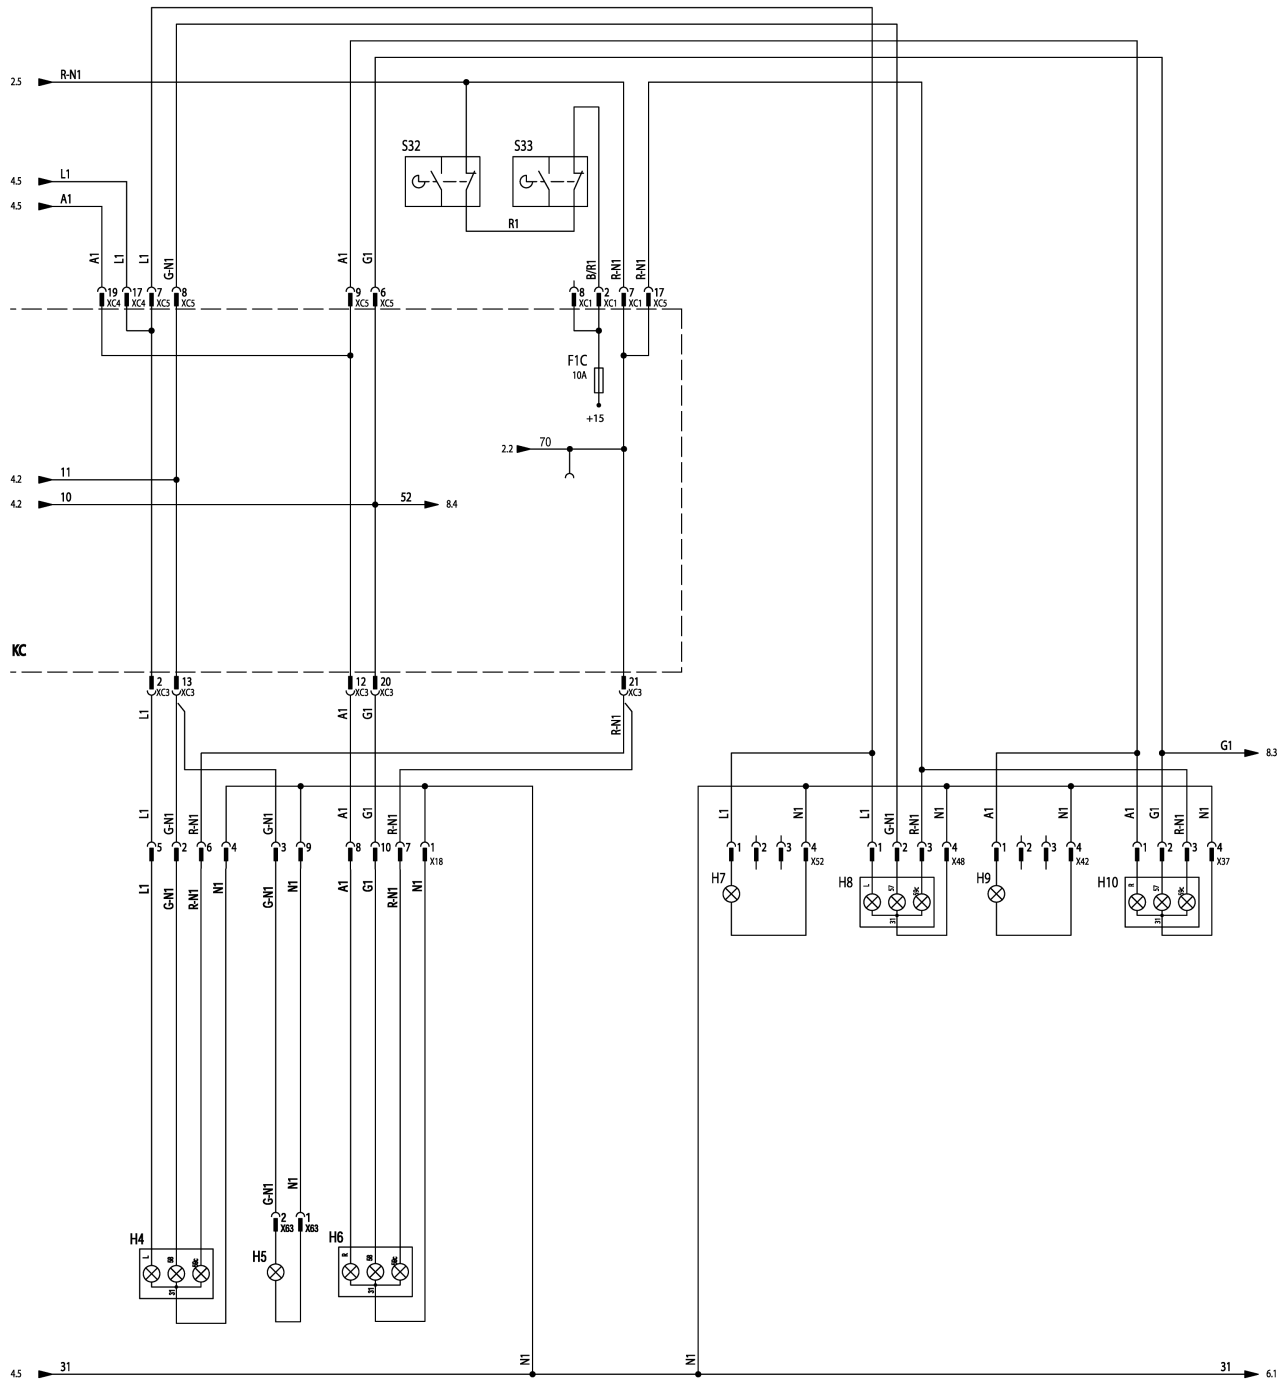 2.5 R-N1
S32 S33
4.5 L1
4.5 A1
R1
A1 L1 L1 G-N1 A1 G1 B/R1 R-N1 R-N1
19 17 7 8 9 6 8 2 7 17
XC4 XC4 XC5 XC5 XC5 XC5 XC1 XC1 XC1 XC5
F1C
10A
+15
2.2 70
4.2 11
4.2 10 52 8.4
KC
2 13 12 20 21
XC3 XC3 XC3 XC3 XC3
L1 A1 G1 R-N1
G1 8.3
L1 G-N1 R-N1 G-N1 A1 G1 R-N1 L1 N1 L1 G-N1 R-N1 N1 A1 N1 A1 G1 R-N1 N1
5 2 6 4 3 9 8 10 7 1 1 2 3 4 1 2 3 4 1 2 3 4 1 2 3 4
X18 X52 X48 X42 X37
L1 G-N1 R-N1 N1 G-N1 N1 A1 G1 R-N1 N1
H7 H8 H9 H10
L 57 R 57
31 31
G-N1 N1
2 1
X63 X63
H4 H5 H6
L 58 R 58
31 31
N1 N1
4.5 31 31 6.1